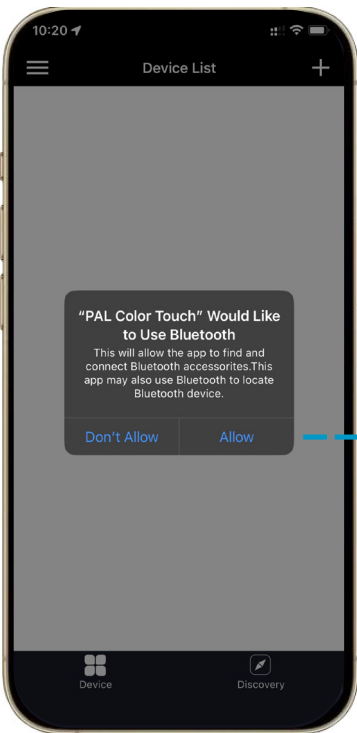 10:20
Device List
“PAL Color Touch” Would Like
to Use Bluetooth
This will allow the app to find and
connect Bluetooth accessorites.This
app may also use Bluetooth to locate
Bluetooth device.
Don’t Allow
Allow
Device
Discovery